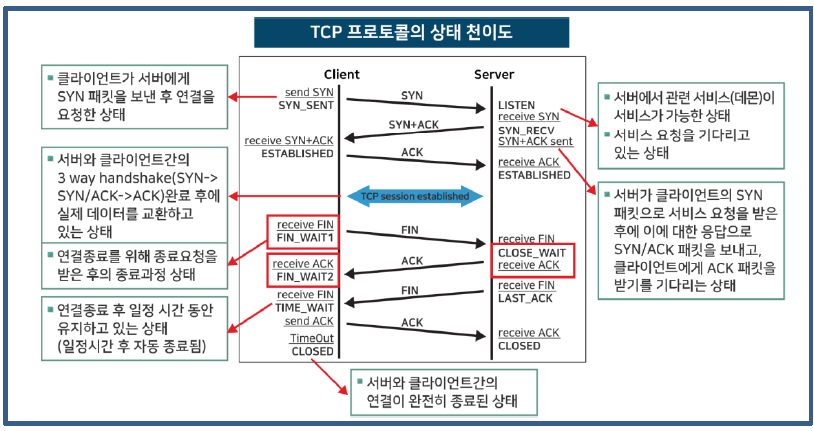 TCP 프로토콜의 상태 천이도
Client
Server
클라이언트가 서버에게
SYN 패킷을 보낸 후 연결을
요청한 상태
서버와 클라이언트간의
3 way handshake(SYN->
SYN/ACK->ACK)완료 후에
실제 데이터를 교환하고
있는 상태
연결종료를 위해 종료요청을
받은 후의 종료과정 상태
연결종료 후 일정 시간 동안
유지하고 있는 상태
(일정시간 후 자동 종료됨)
send SYN
SYN_SENT
receive SYN+ACK
ESTABLISHED
receive FIN
FIN_WAIT1
receive ACK
FIN_WAIT2
receive FIN
TIME_WAIT
send ACK
TimeOut
CLOSED
SYN
SYN+ACK
ACK
TCP session established
FIN
ACK
FIN
ACK
LISTEN
receive SYN
SYN_RECV
SYN+ACK sent
receive ACK
ESTABLISHED
receive FIN
CLOSE_WAIT
receive ACK
receive FIN
LAST_ACK
receive ACK
CLOSED
서버에서 관련 서비스(데몬)이
서비스가 가능한 상태
서비스 요청을 기다리고
있는 상태
서버가 클라이언트의 SYN
패킷으로 서비스 요청을 받은
후에 이에 대한 응답으로
SYN/ACK 패킷을 보내고,
클라이언트에게 ACK 패킷을
받기를 기다리는 상태
서버와 클라이언트간의
연결이 완전히 종료된 상태